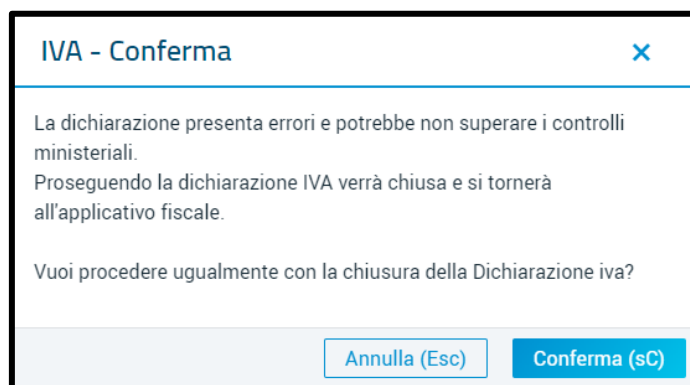 IVA - Conferma
La dichiarazione presenta errori e potrebbe non superare i controlli
ministeriali.
Proseguendo la dichiarazione IVA verrà chiusa e si tornerà
all'applicativo fiscale.
Vuoi procedere ugualmente con la chiusura della Dichiarazione iva?
Annulla (Esc) Conferma (sC)